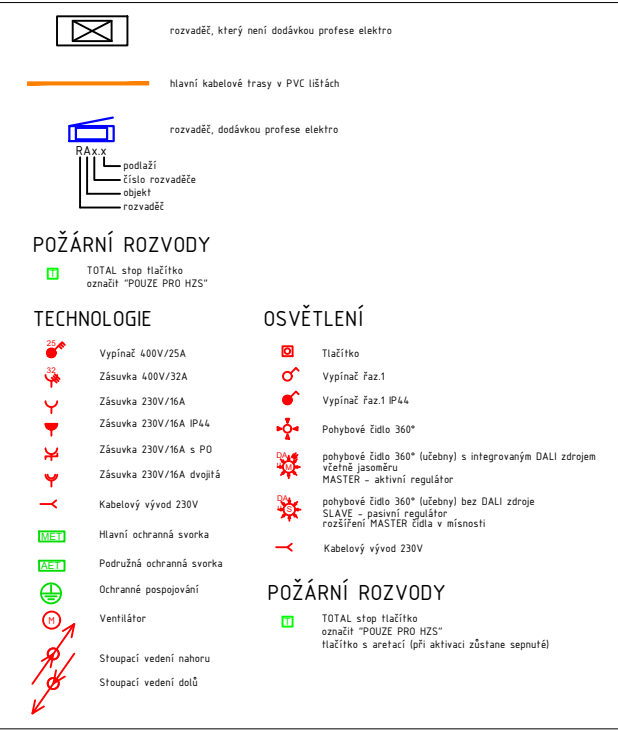 rozvaděč, který není dodávkou profese elektro
hlavní kabelové trasy v PVC lištách
rozvaděč, dodávkou profese elektro
RAx.x
podlaží
číslo rozvaděče
objekt
rozvaděč
POŽÁRNÍ ROZVODY
T
TOTAL stop tlačítko
označit "POUZE PRO HZS"
TECHNOLOGIE
25
Vypínač 400V/25A
32
Zásuvka 400V/32A
Zásuvka 230V/16A
Zásuvka 230V/16A IP44
Zásuvka 230V/16A s PO
Zásuvka 230V/16A dvojitá
Kabelový vývod 230V
MET
Hlavní ochranná svorka
AET
Podružná ochranná svorka
Ochranné pospojování
M
Ventilátor
Stoupací vedení nahoru
Stoupací vedení dolů
OSVĚTLENÍ
Tlačítko
Vypínač řaz.1
Vypínač řaz.1 IP44
Pohybové čidlo 360°
DA
M
pohybové čidlo 360° (učebny) s integrovaným DALI zdrojem
včetně jasoměru
MASTER - aktivní regulátor
DA
S
pohybové čidlo 360° (učebny) bez DALI zdroje
SLAVE - pasivní regulátor
rozšíření MASTER čidla v mísnosti
Kabelový vývod 230V
POŽÁRNÍ ROZVODY
T
TOTAL stop tlačítko
označit "POUZE PRO HZS"
tlačítko s aretací (při aktivaci zůstane sepnuté)